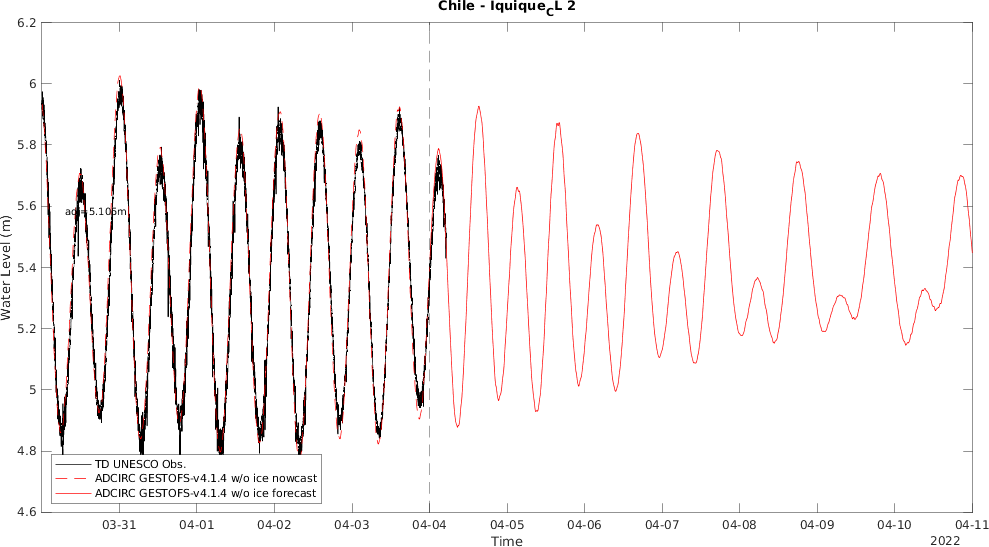 Chile - Iquique_CL 2
6.2
6
5.8
5.6
5.4
5.2
5
4.8
4.6
Water Level (m)
adj=5.106m
TD UNESCO Obs.
ADCIRC GESTOFS-v4.1.4 w/o ice nowcast
ADCIRC GESTOFS-v4.1.4 w/o ice forecast
03-31 04-01 04-02 04-03 04-04 04-05 04-06 04-07 04-08 04-09 04-10 04-11
Time
2022